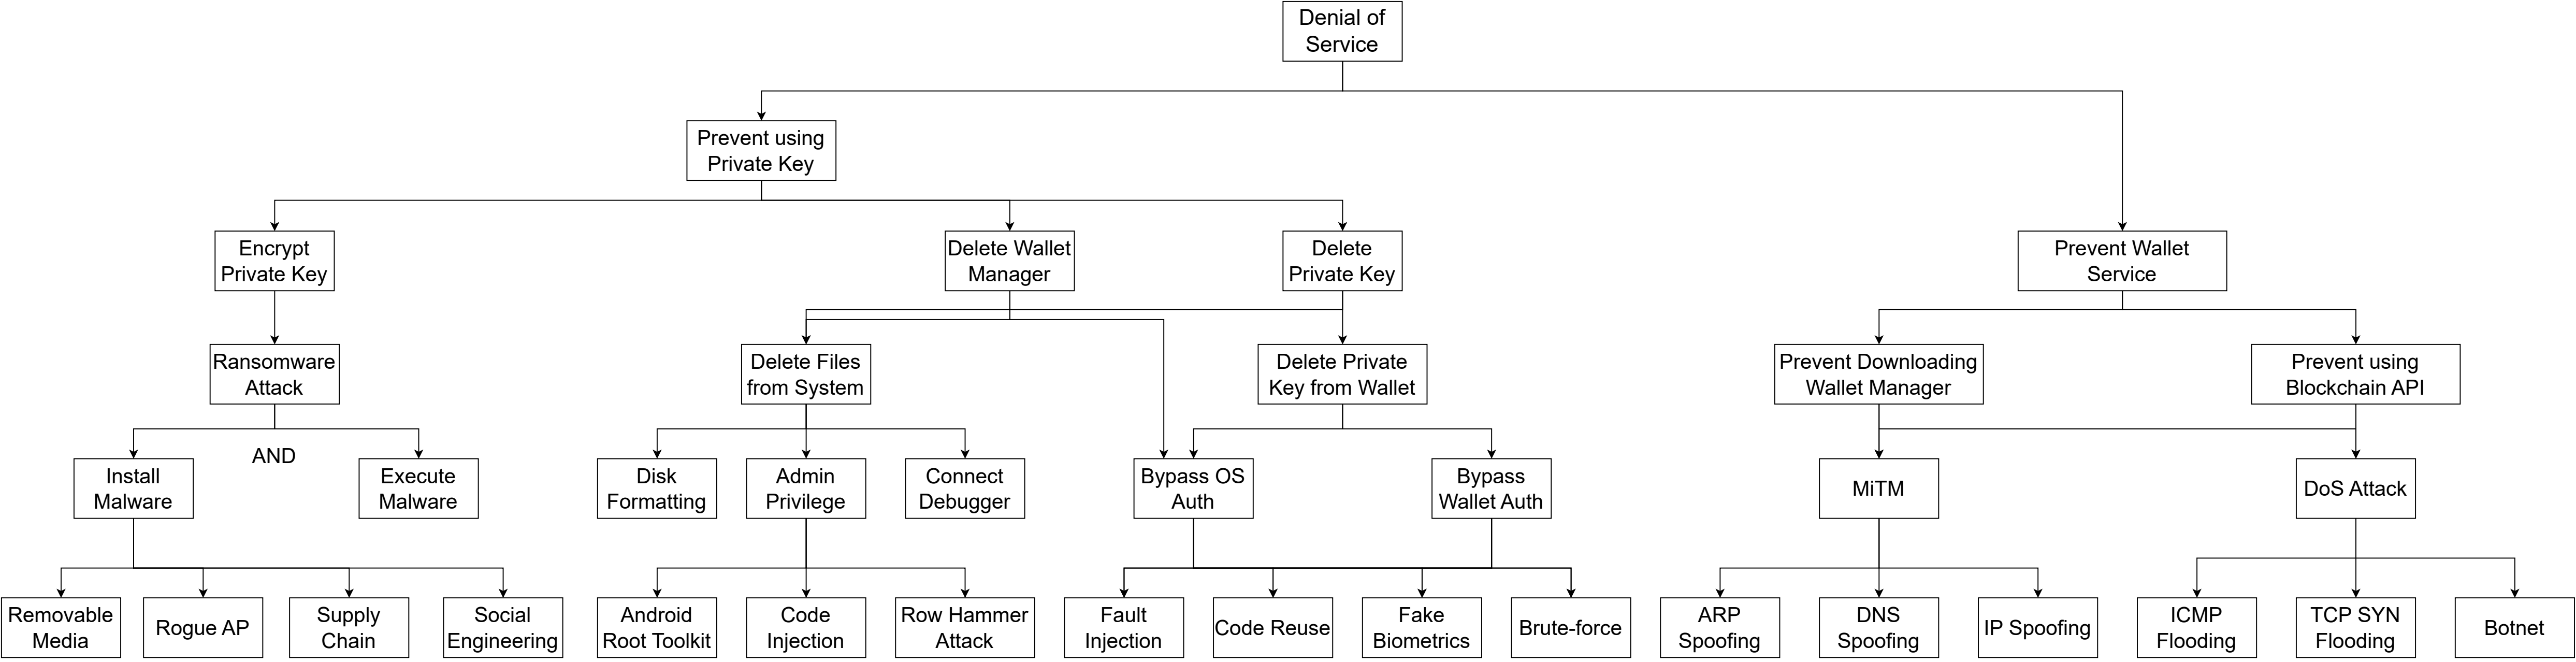 Denial of
Service
Prevent using
Private Key
Encrypt
Private Key
Delete Wallet
Manager
Delete
Private Key
Prevent Wallet
Service
Ransomware
Attack
Delete Files
from System
Delete Private
Key from Wallet
Prevent Downloading
Wallet Manager
Prevent using
Blockchain API
Install
Malware
AND
Execute
Malware
Disk
Formatting
Admin
Privilege
Connect
Debugger
Bypass OS
Auth
Bypass
Wallet Auth
MiTM
DoS Attack
Removable
Media
Rogue AP
Supply
Chain
Social
Engineering
Android
Root Toolkit
Code
Injection
Row Hammer
Attack
Fault
Injection
Code Reuse
Fake
Biometrics
Brute-force
ARP
Spoofing
DNS
Spoofing
IP Spoofing
ICMP
Flooding
TCP SYN
Flooding
Botnet